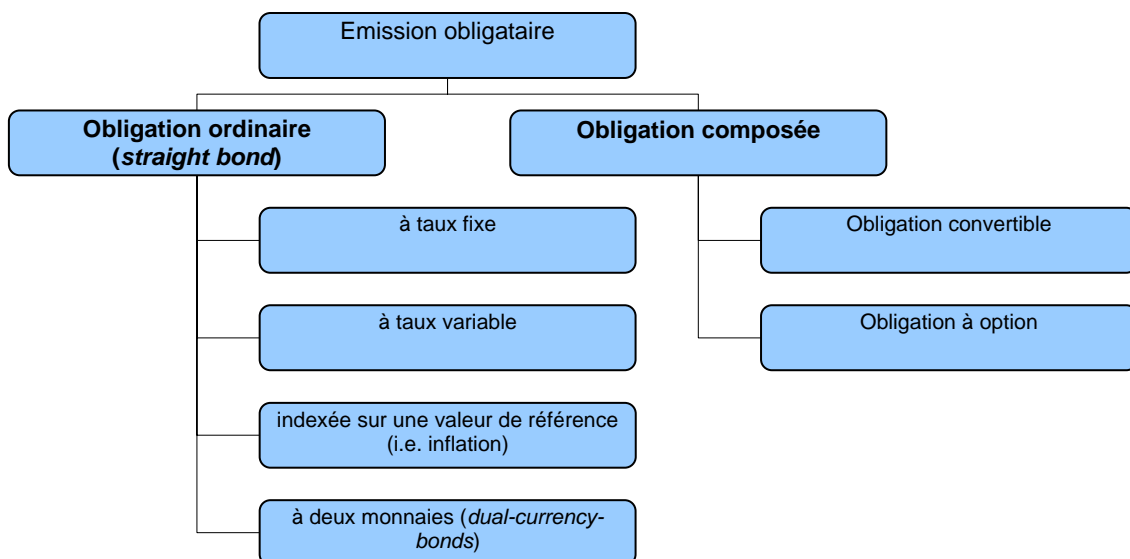 Emission obligataire
Obligation ordinaire
(straight bond)
Obligation composée
à taux fixe
Obligation convertible
à taux variable
Obligation à option
indexée sur une valeur de référence
(i.e. inflation)
à deux monnaies (dual-currency-
bonds)